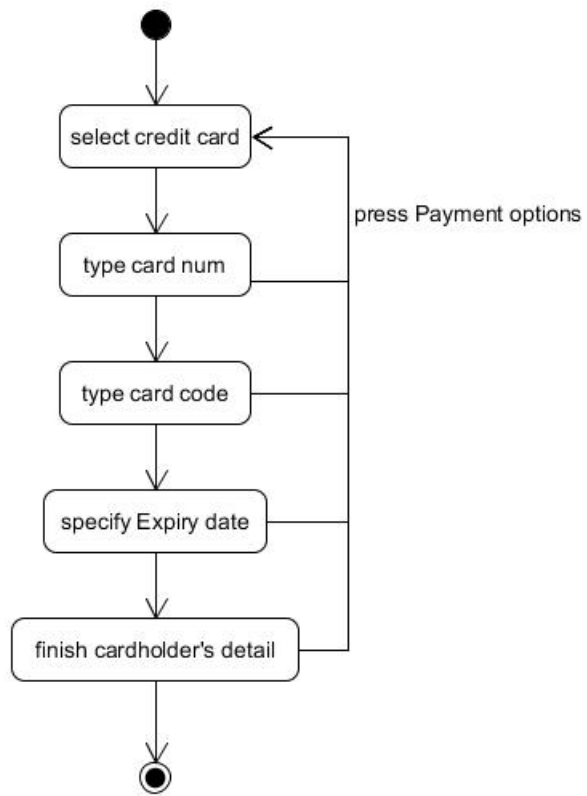 select credit card
press Payment options
type card num
type card code
specify Expiry date
finish cardholder's detail